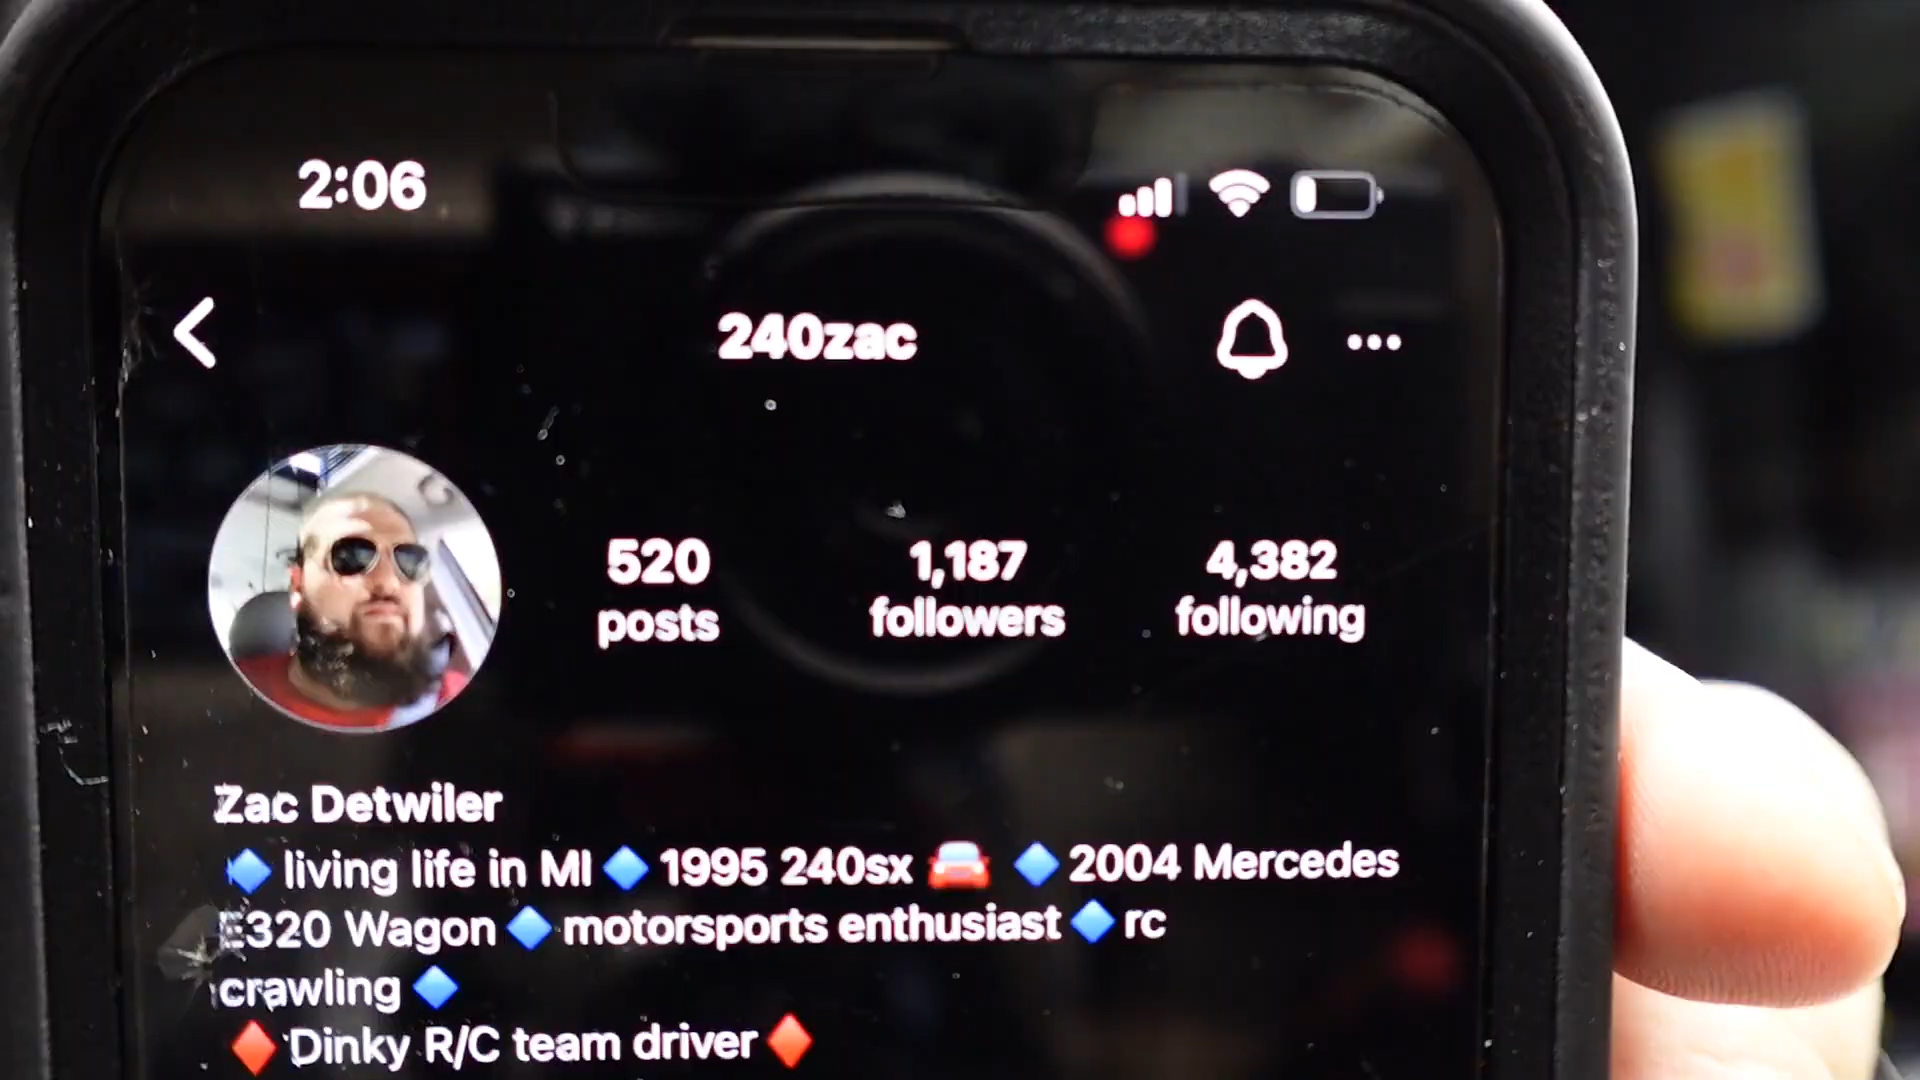 2:06
240zac
520 1,187 4,382
posts followers following
Zac Detwiler
🔷 living life in MI 🔷 1995 240sx 🚘 🔷 2004 Mercedes
E320 Wagon 🔷 motorsports enthusiast 🔷 rc
crawling 🔷
♦️ Dinky R/C team driver ♦️